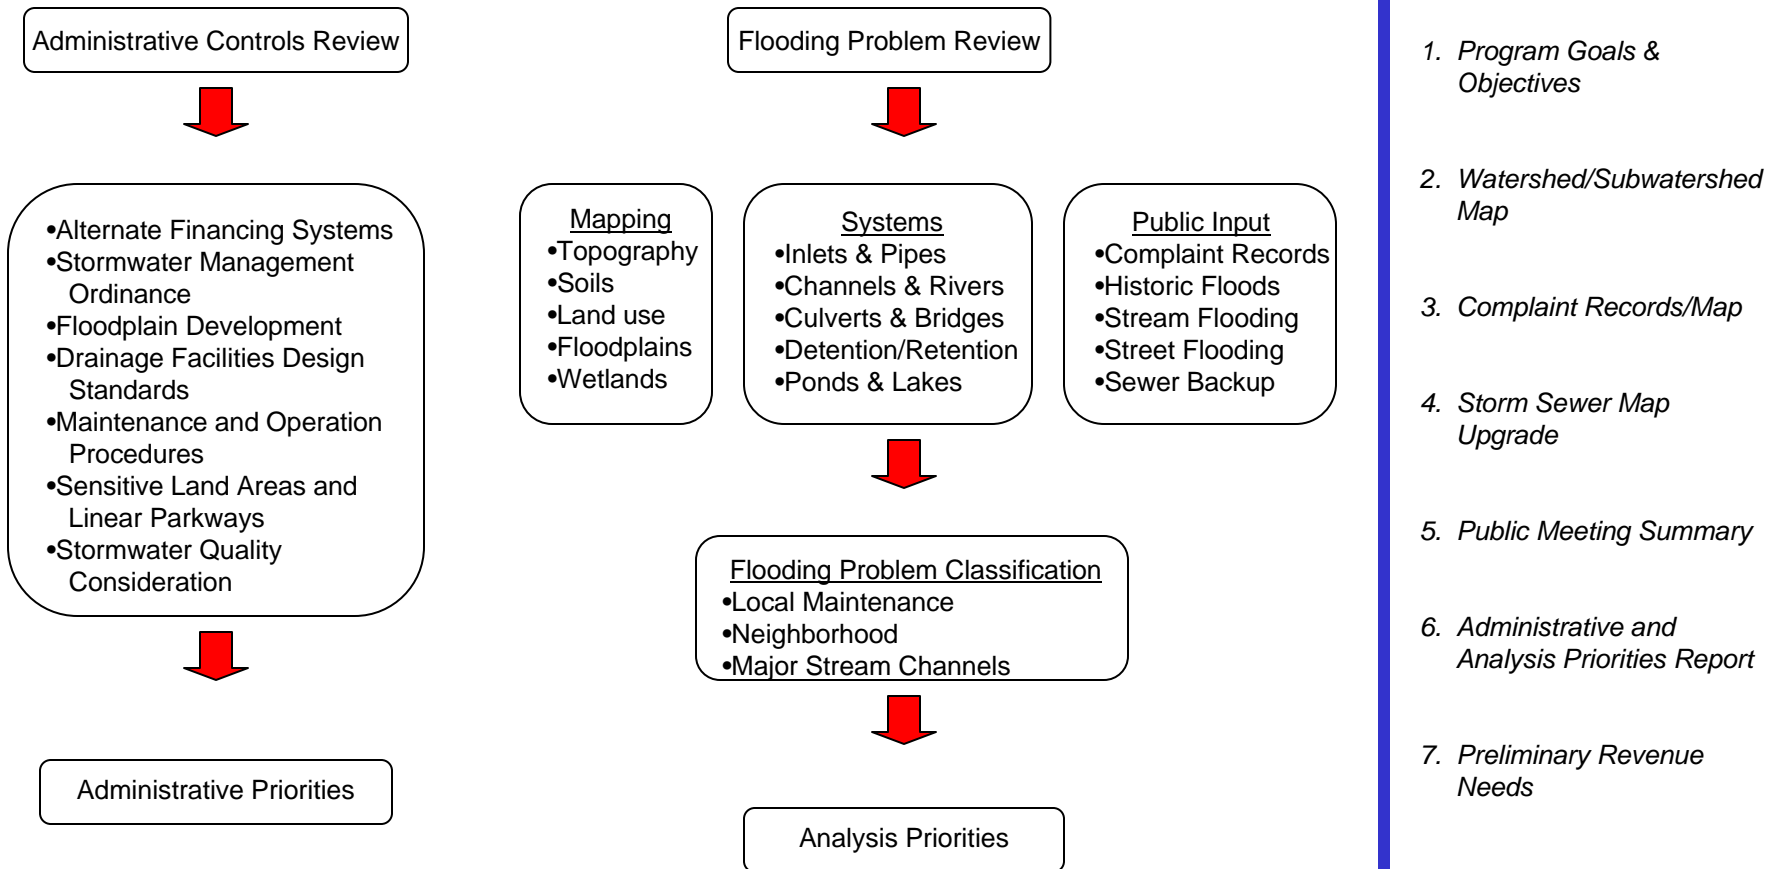 Administrative Controls Review
•Alternate Financing Systems
•Stormwater Management
Ordinance
•Floodplain Development
•Drainage Facilities Design
Standards
•Maintenance and Operation
Procedures
•Sensitive Land Areas and
Linear Parkways
•Stormwater Quality
Consideration
Administrative Priorities
Flooding Problem Review
Mapping
•Topography
•Soils
•Land use
•Floodplains
•Wetlands
Systems
•Inlets & Pipes
•Channels & Rivers
•Culverts & Bridges
•Detention/Retention
•Ponds & Lakes
Public Input
•Complaint Records
•Historic Floods
•Stream Flooding
•Street Flooding
•Sewer Backup
Flooding Problem Classification
•Local Maintenance
•Neighborhood
•Major Stream Channels
Analysis Priorities
1. Program Goals &
Objectives
2. Watershed/Subwatershed
Map
3. Complaint Records/Map
4. Storm Sewer Map
Upgrade
5. Public Meeting Summary
6. Administrative and
Analysis Priorities Report
7. Preliminary Revenue
Needs